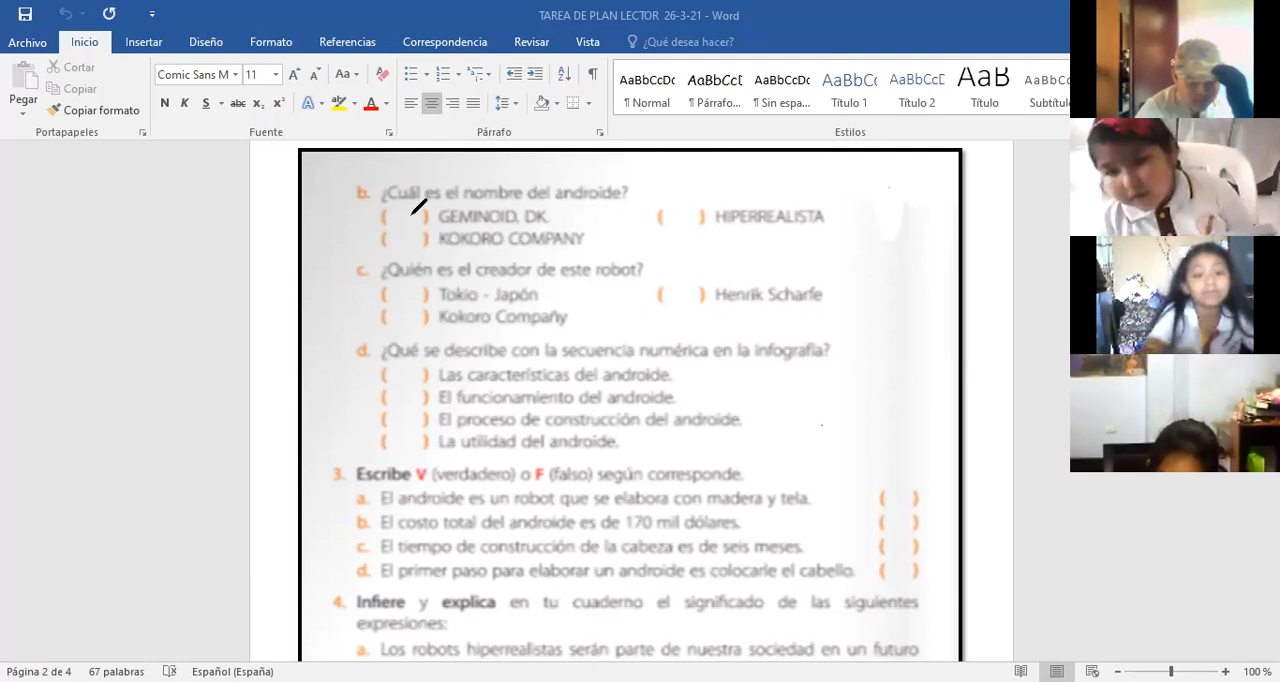 TAREA DE PLAN LECTOR 26-3-21 - Word
Archivo Inicio Insertar Diseño Formato Referencias Correspondencia Revisar Vista ¿Qué desea hacer?
Cortar
Copiar
Copiar formato
Pegar
Comic Sans M 11
Aa
N K S abc x₂ x² A A
AaBbCcDc AaBbCcL AaBbCcDc AaBbCc AaBbCcD AaB AaBbCc
¶ Normal ¶ Párrafo... ¶ Sin espa... Título 1 Título 2 Título Subtítul
Portapapeles Fuente Párrafo Estilos
b. ¿Cuál es el nombre del androide?
( ) GEMINOID. DK. ( ) HIPERREALISTA
( ) KOKORO COMPANY
c. ¿Quién es el creador de este robot?
( ) Tokio - Japón ( ) Henrik Scharfe
( ) Kokoro Compañy
d. ¿Qué se describe con la secuencia numérica en la infografía?
( ) Las características del androide.
( ) El funcionamiento del androide.
( ) El proceso de construcción del androide.
( ) La utilidad del androide.
3. Escribe V (verdadero) o F (falso) según corresponde.
a. El androide es un robot que se elabora con madera y tela. ( )
b. El costo total del androide es de 170 mil dólares. ( )
c. El tiempo de construcción de la cabeza es de seis meses. ( )
d. El primer paso para elaborar un androide es colocarle el cabello. ( )
4. Infiere y explica en tu cuaderno el significado de las siguientes
expresiones:
a. Los robots hiperrealistas serán parte de nuestra sociedad en un futuro
Página 2 de 4 67 palabras Español (España) 100 %